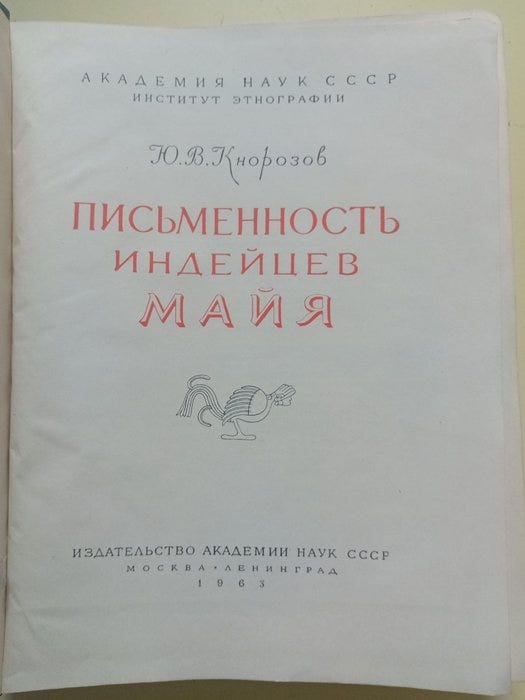 АКАДЕМИЯ НАУК СССР
ИНСТИТУТ ЭТНОГРАФИИ
Ю. В. Кнорозов
ПИСЬМЕННОСТЬ
ИНДЕЙЦЕВ
МАЙЯ
ИЗДАТЕЛЬСТВО АКАДЕМИИ НАУК СССР
МОСКВА • ЛЕНИНГРАД
1963